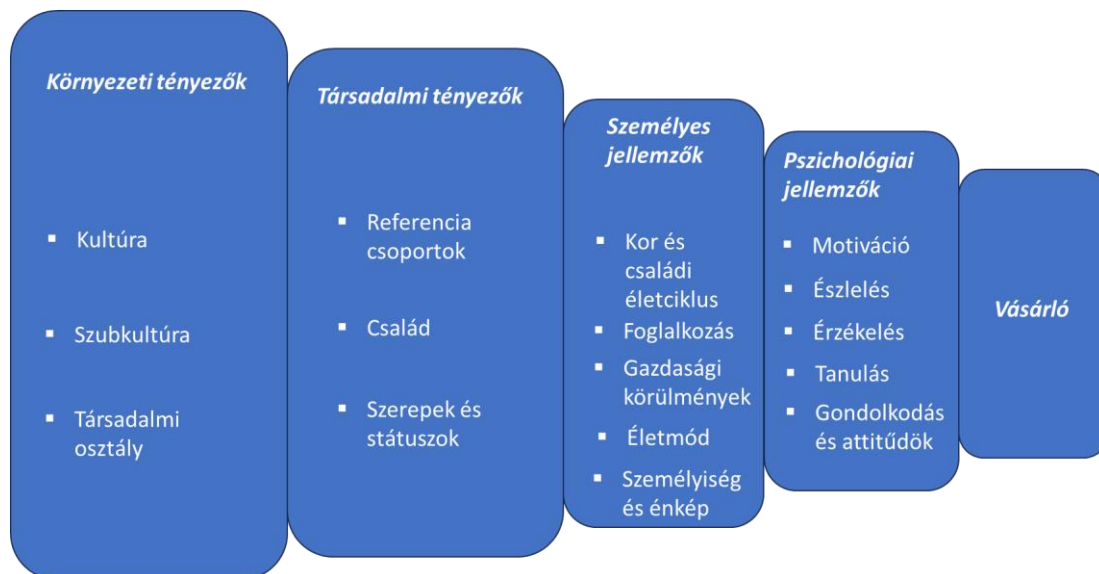 Környezeti tényezők
Kultúra
Szubkultúra
Társadalmi
osztály
Társadalmi tényezők
Referencia
csoportok
Család
Szerepek és
státuszok
Személyes
jellemzők
Kor és
családi
életciklus
Foglalkozás
Gazdasági
körülmények
Életmód
Személyiség
és énkép
Pszichológiai
jellemzők
Motiváció
Észlelés
Érzékelés
Tanulás
Gondolkodás
és attitűdök
Vásárló